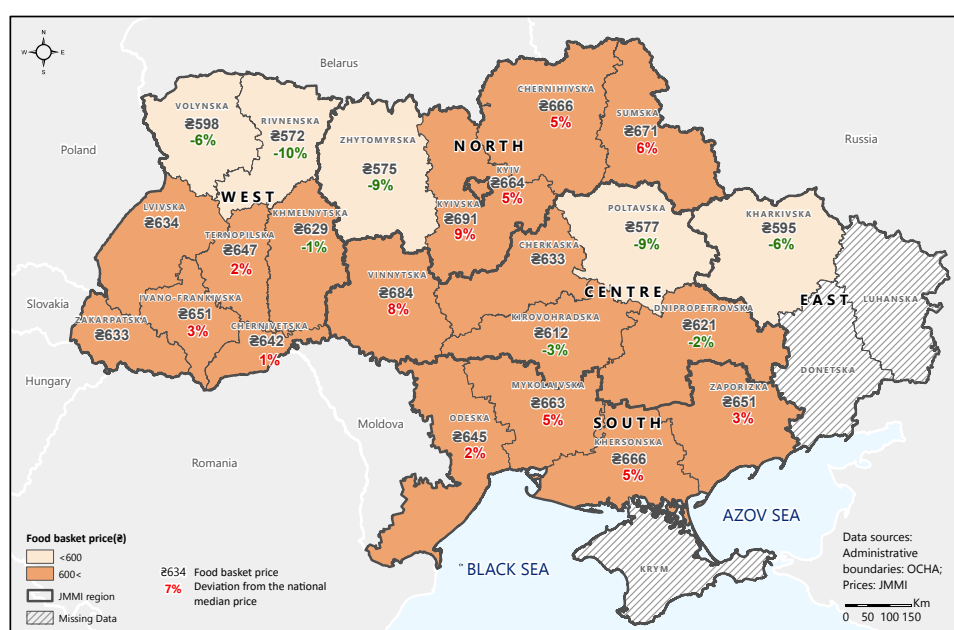 N
W E
S
Belarus
Poland
Russia
Slovakia
Hungary
Moldova
Romania
VOLYNSKA
₴598
-6%
RIVNENSKA
₴572
-10%
ZHYTOMYRSKA
₴575
-9%
NORTH
CHERNIHIVSKA
₴666
5%
SUMSKA
₴671
6%
KYIV
₴664
5%
KYIVSKA
₴691
9%
WEST
LVIVSKA
₴634
TERNOPILSKA
₴647
2%
KHMELNYTSKA
₴629
-1%
IVANO-FRANKIVSKA
₴651
3%
ZAKARPATSKA
₴633
CHERNIVETSKA
₴642
1%
VINNYTSKA
₴684
8%
CHERKASKA
₴633
POLTAVSKA
₴577
-9%
KHARKIVSKA
₴595
-6%
CENTRE
EAST
LUHANSKA
DONETSKA
KIROVOHRADSKA
₴612
-3%
DNIPROPETROVSKA
₴621
-2%
ODESKA
₴645
2%
MYKOLAIVSKA
₴663
5%
SOUTH
KHERSONSKA
₴666
5%
ZAPORIZKA
₴651
3%
KRYM
AZOV SEA
BLACK SEA
Food basket price(₴)
<600
600<
JMMI region
Missing Data
₴634 Food basket price
7% Deviation from the national
median price
Data sources:
Administrative
boundaries: OCHA;
Prices: JMMI
Km
0 50 100 150